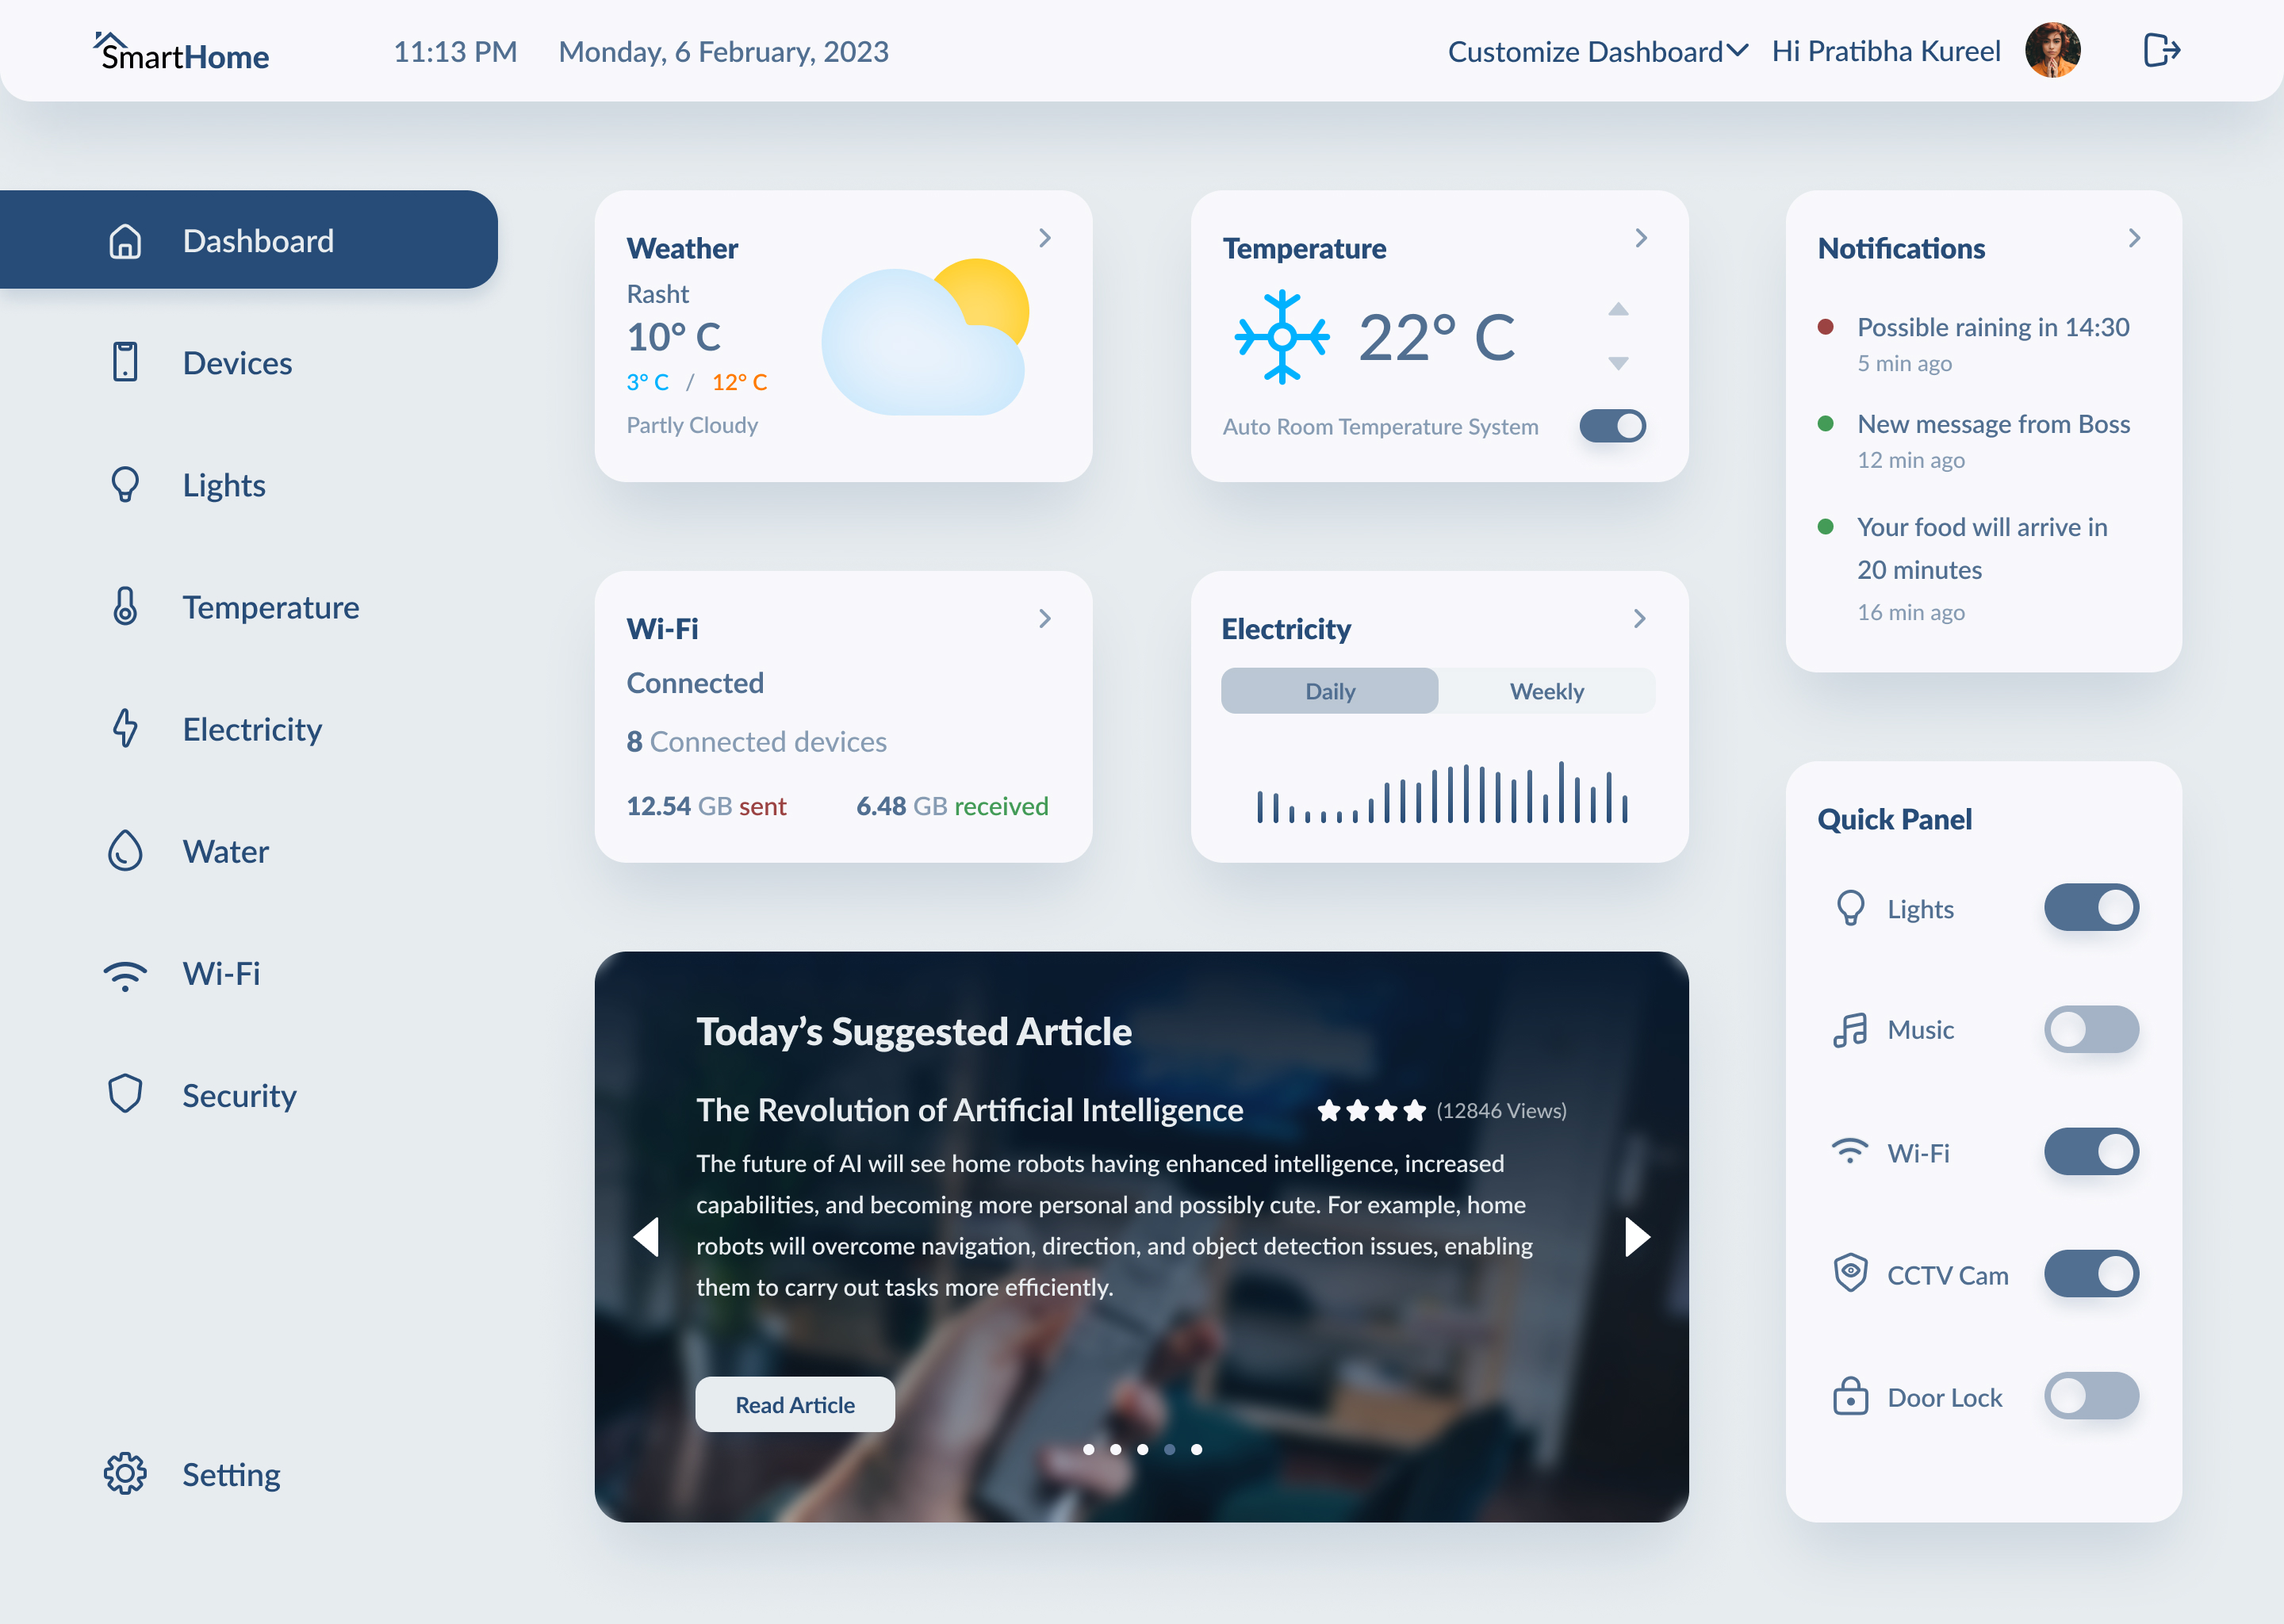 SmartHome
11:13 PM
Monday, 6 February, 2023
Customize Dashboard
Hi Pratibha Kureel
Dashboard
Devices
Lights
Temperature
Electricity
Water
Wi-Fi
Security
Setting
Weather
Rasht
10° C
3° C / 12° C
Partly Cloudy
Temperature
22° C
Auto Room Temperature System
Notifications
Possible raining in 14:30
5 min ago
New message from Boss
12 min ago
Your food will arrive in
20 minutes
16 min ago
Wi-Fi
Connected
8 Connected devices
12.54 GB sent
6.48 GB received
Electricity
Daily
Weekly
Quick Panel
Lights
Music
Wi-Fi
CCTV Cam
Door Lock
Today’s Suggested Article
The Revolution of Artificial Intelligence
(12846 Views)
The future of AI will see home robots having enhanced intelligence, increased
capabilities, and becoming more personal and possibly cute. For example, home
robots will overcome navigation, direction, and object detection issues, enabling
them to carry out tasks more efficiently.
Read Article